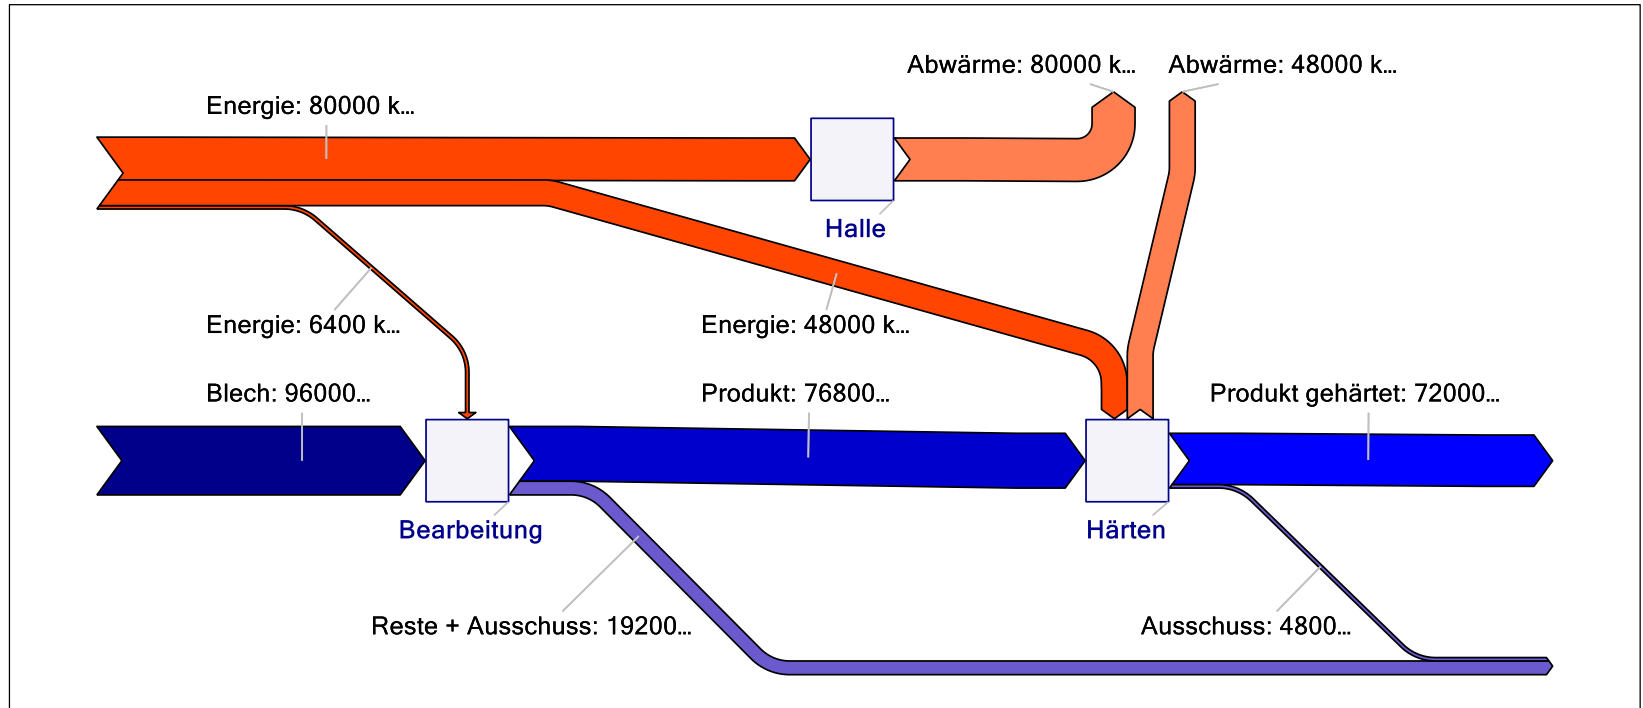 Abwärme: 80000 k...
Abwärme: 48000 k...
Energie: 80000 k...
Halle
Energie: 6400 k...
Energie: 48000 k...
Blech: 96000...
Produkt: 76800...
Produkt gehärtet: 72000...
Bearbeitung
Härten
Reste + Ausschuss: 19200...
Ausschuss: 4800...